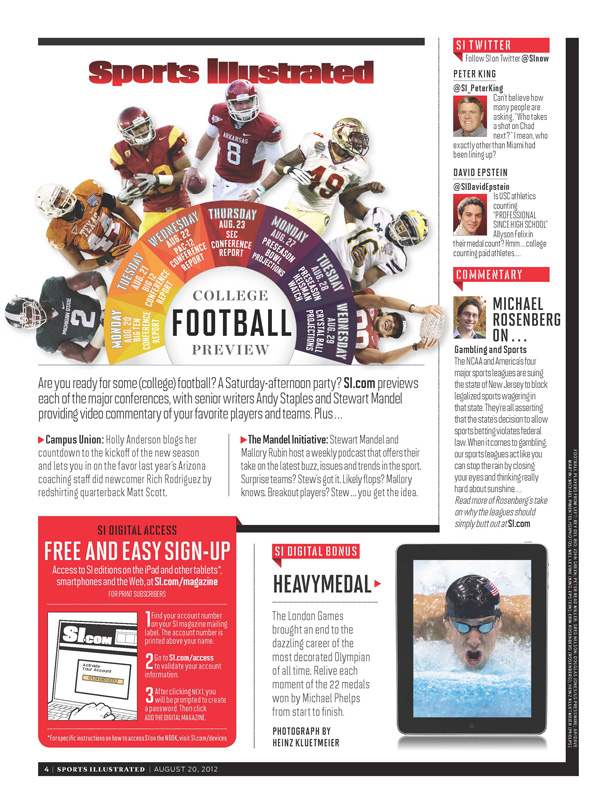 Sports Illustrated
MONDAY
AUG. 20
BIG TEN
CONFERENCE
REPORT
TUESDAY
AUG. 21
BIG 12
CONFERENCE
REPORT
WEDNESDAY
AUG. 22
PAC-12
CONFERENCE
REPORT
THURSDAY
AUG. 23
SEC
CONFERENCE
REPORT
MONDAY
AUG. 27
PRESEASON
BOWL
PROJECTIONS
TUESDAY
AUG. 28
PRESEASON
HEISMAN
WATCH
WEDNESDAY
AUG. 29
CRYSTAL BALL
PROJECTIONS
TEXAS
ARKANSAS
8
49
16
2
COLLEGE
FOOTBALL
PREVIEW
Are you ready for some (college) football? A Saturday-afternoon party? SI.com previews
each of the major conferences, with senior writers Andy Staples and Stewart Mandel
providing video commentary of your favorite players and teams. Plus ...
Campus Union: Holly Anderson blogs her
countdown to the kickoff of the new season
and lets you in on the favor last year's Arizona
coaching staff did newcomer Rich Rodriguez by
redshirting quarterback Matt Scott.
The Mandel Initiative: Stewart Mandel and
Mallory Rubin host a weekly podcast that offers their
take on the latest buzz, issues and trends in the sport.
Surprise teams? Stew's got it. Likely flops? Mallory
knows. Breakout players? Stew ... you get the idea.
SI TWITTER
Follow SI on Twitter @SInow
PETER KING
@SI_PeterKing
Can't believe how
many people are
asking, "Who takes
a shot on Chad
next?" I mean, who
exactly other than Miami had
been lining up?
DAVID EPSTEIN
@SIDavidEpstein
Is USC athletics
counting
"PROFESSIONAL
SINCE HIGH SCHOOL"
Allyson Felix in
their medal count? Hmm ... college
counting paid athletes ....
COMMENTARY
MICHAEL
ROSENBERG
ON ...
Gambling and Sports
The NCAA and America's four
major sports leagues are suing
the state of New Jersey to block
legalized sports wagering in
that state. They're all asserting
that the state's decision to allow
sports betting violates federal
law. When it comes to gambling,
our sports leagues act like you
can stop the rain by closing
your eyes and thinking really
hard about sunshine....
Read more of Rosenberg's take
on why the leagues should
simply butt out at SI.com
SI DIGITAL ACCESS
FREE AND EASY SIGN-UP
Access to SI editions on the iPad and other tablets*,
smartphones and the Web, at SI.com/magazine
FOR PRINT SUBSCRIBERS
SI.COM
Activate
Your Account
1 Find your account number
on your SI magazine mailing
label. The account number is
printed above your name.
2 Go to SI.com/access
to validate your account
information.
3 After clicking NEXT, you
will be prompted to create
a password. Then click
ADD THE DIGITAL MAGAZINE.
*For specific instructions on how to access SI on the NOOK, visit SI.com/devices
SI DIGITAL BONUS
HEAVY MEDAL
The London Games
brought an end to the
dazzling career of the
most decorated Olympian
of all time. Relive each
moment of the 22 medals
won by Michael Phelps
from start to finish.
PHOTOGRAPH BY
HEINZ KLUETMEIER
4 | SPORTS ILLUSTRATED | AUGUST 20, 2012